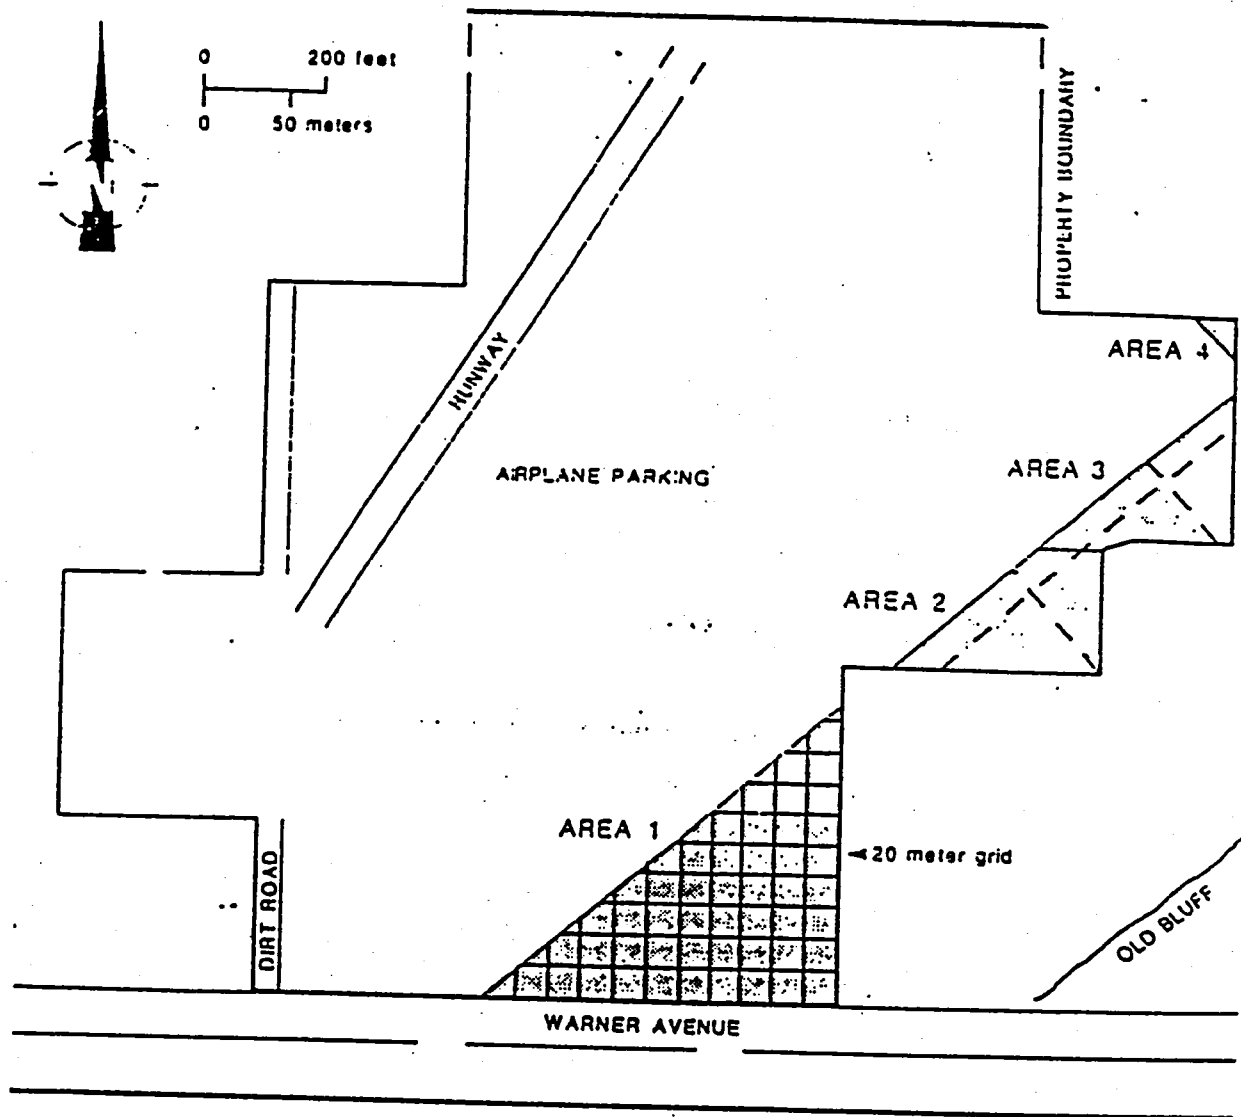 0 200 feet
0 50 meters
PROPERTY BOUNDARY
AREA 4
RUNWAY
AIRPLANE PARKING
AREA 3
AREA 2
AREA 1
20 meter grid
DIRT ROAD
OLD BLUFF
WARNER AVENUE